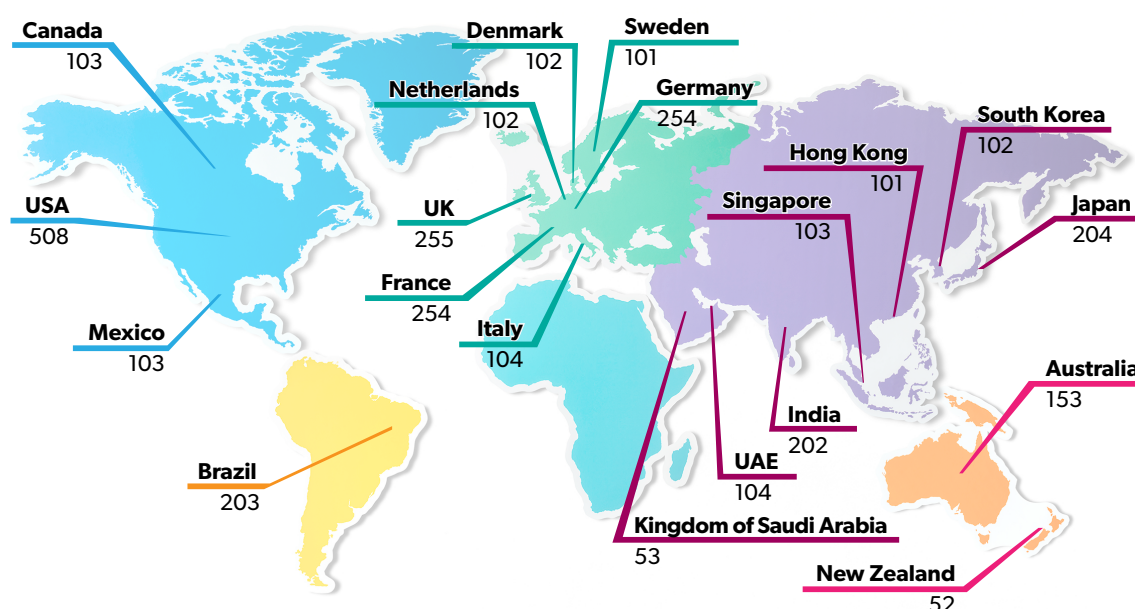 Canada
103
USA
508
Mexico
103
Brazil
203
Denmark
102
Sweden
101
Netherlands
102
Germany
254
UK
255
France
254
Italy
104
South Korea
102
Hong Kong
101
Singapore
103
Japan
204
India
202
UAE
104
Kingdom of Saudi Arabia
53
Australia
153
New Zealand
52